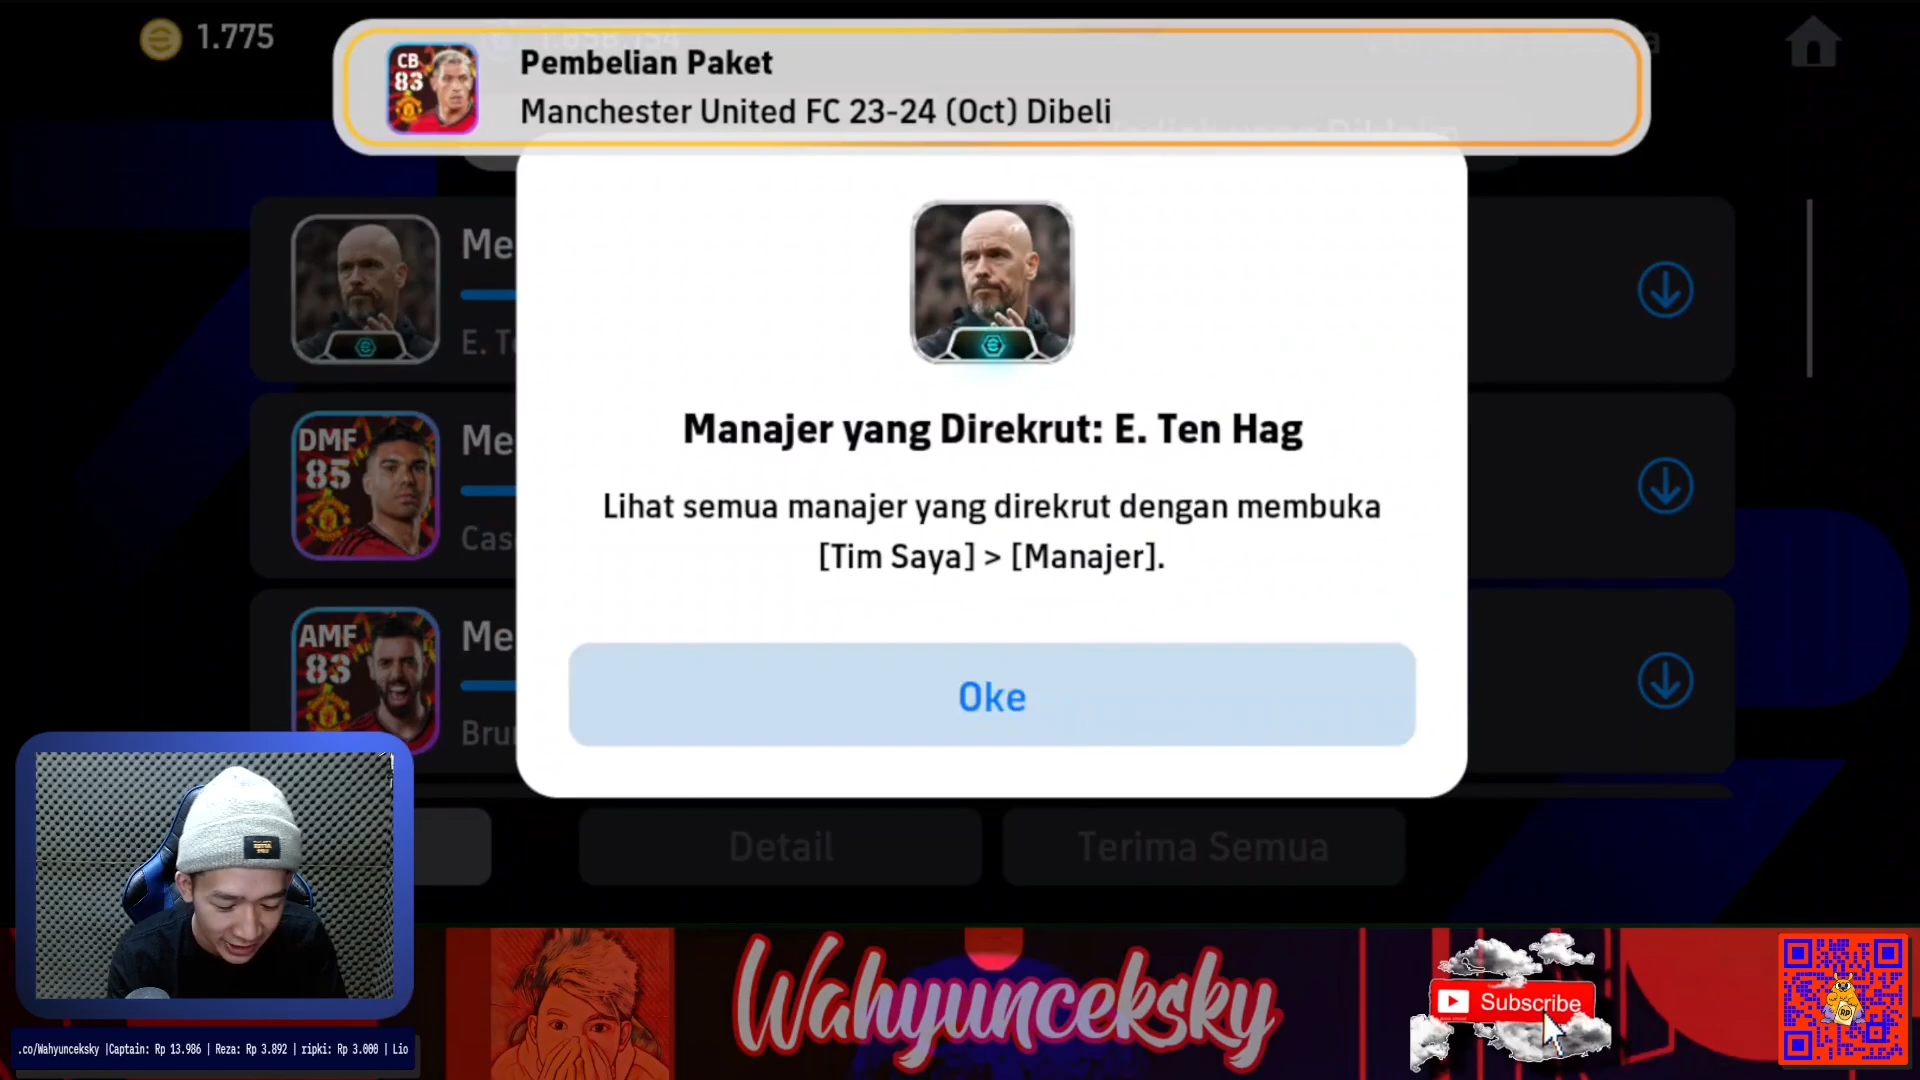 1.775
CB
83
Pembelian Paket
Manchester United FC 23-24 (Oct) Dibeli
Manajer yang Direkrut: E. Ten Hag
Lihat semua manajer yang direkrut dengan membuka
[Tim Saya] > [Manajer].
Oke
Me
E. Te
DMF
85
Me
Cas
AMF
83
Me
Bru
Detail
Terima Semua
Wahyunceksky
Subscribe
.co/Wahyunceksky |Captain: Rp 13.986 | Reza: Rp 3.892 | ripki: Rp 3.000 | Lio